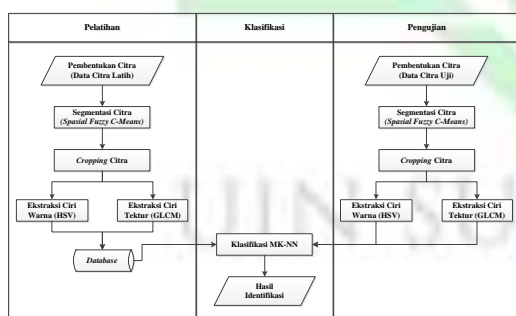 Pelatihan
Klasifikasi
Pengujian
Pembentukan Citra
(Data Citra Latih)
Segmentasi Citra
(Spasial Fuzzy C-Means)
Cropping Citra
Ekstraksi Ciri
Warna (HSV)
Ekstraksi Ciri
Tektur (GLCM)
Database
Klasifikasi MK-NN
Hasil
Identifikasi
Pembentukan Citra
(Data Citra Uji)
Segmentasi Citra
(Spasial Fuzzy C-Means)
Cropping Citra
Ekstraksi Ciri
Warna (HSV)
Ekstraksi Ciri
Tektur (GLCM)
UIN SU